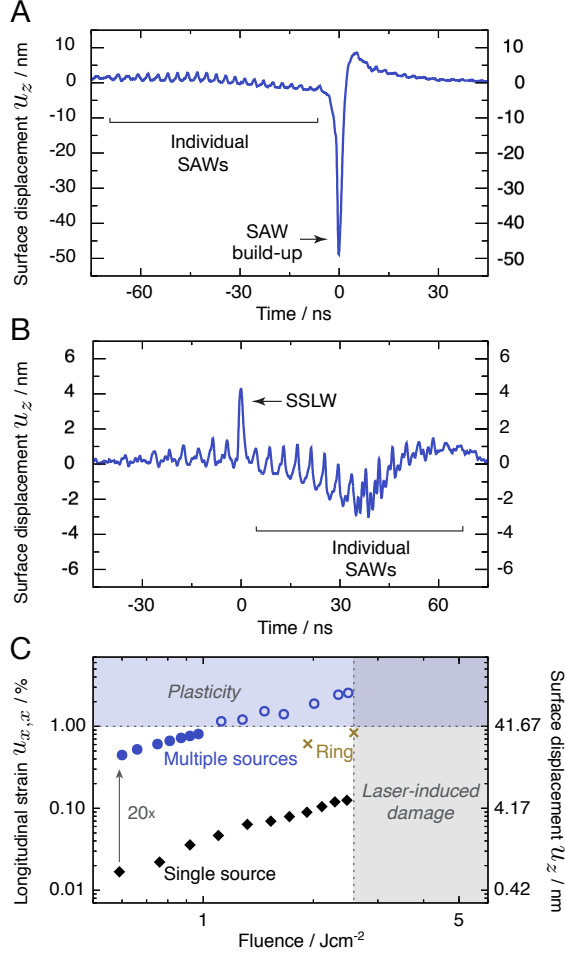 A
Surface displacement u_z / nm
10
0
-10
-20
-30
-40
-50
10
0
-10
-20
-30
-40
-50
Individual
SAWs
SAW
build-up
-60
-30
0
30
Time / ns
B
Surface displacement u_z / nm
6
4
2
0
-2
-4
-6
6
4
2
0
-2
-4
-6
SSLW
Individual
SAWs
-30
0
30
60
Time / ns
C
Longitudinal strain u_x,x / %
1.00
0.10
0.01
Plasticity
Multiple sources
Ring
20x
Laser-induced
damage
Single source
41.67
4.17
0.42
Surface displacement u_z / nm
1
5
Fluence / Jcm⁻²